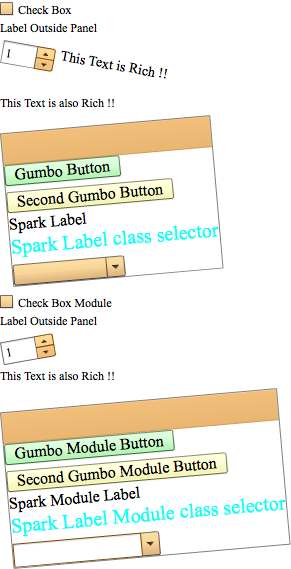 Check Box
Label Outside Panel
1 This Text is Rich !!
This Text is also Rich !!
Gumbo Button
Second Gumbo Button
Spark Label
Spark Label class selector
Check Box Module
Label Outside Panel
1
This Text is also Rich !!
Gumbo Module Button
Second Gumbo Module Button
Spark Module Label
Spark Label Module class selector